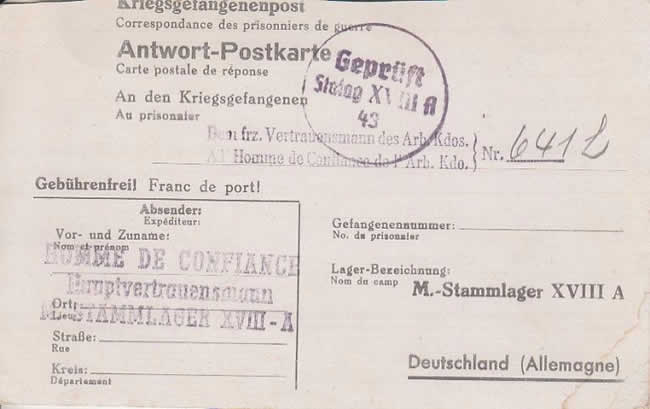 Kriegsgefangenenpost
Correspondance des prisonniers de guerre
Antwort-Postkarte
Carte postale de réponse
Geprüft
Stalag XVIII A
43
An den Kriegsgefangenen
Au prisonnier
Dem frz. Vertrauensmann des Arb. Kdos.
A l'Homme de Confiance de l'Arb. Kdo.
Nr. 641 L
Gebührenfrei! Franc de port!
Absender:
Expéditeur:
Vor- und Zuname:
Nom et prénom
HOMME DE CONFIANCE
Hauptvertrauensmann
Ort:
Lieu
M. STAMMLAGER XVIII-A
Straße:
Rue
Kreis:
Département
Gefangenennummer:
No. du prisonnier
Lager-Bezeichnung:
Nom du camp
M.-Stammlager XVIII A
Deutschland (Allemagne)